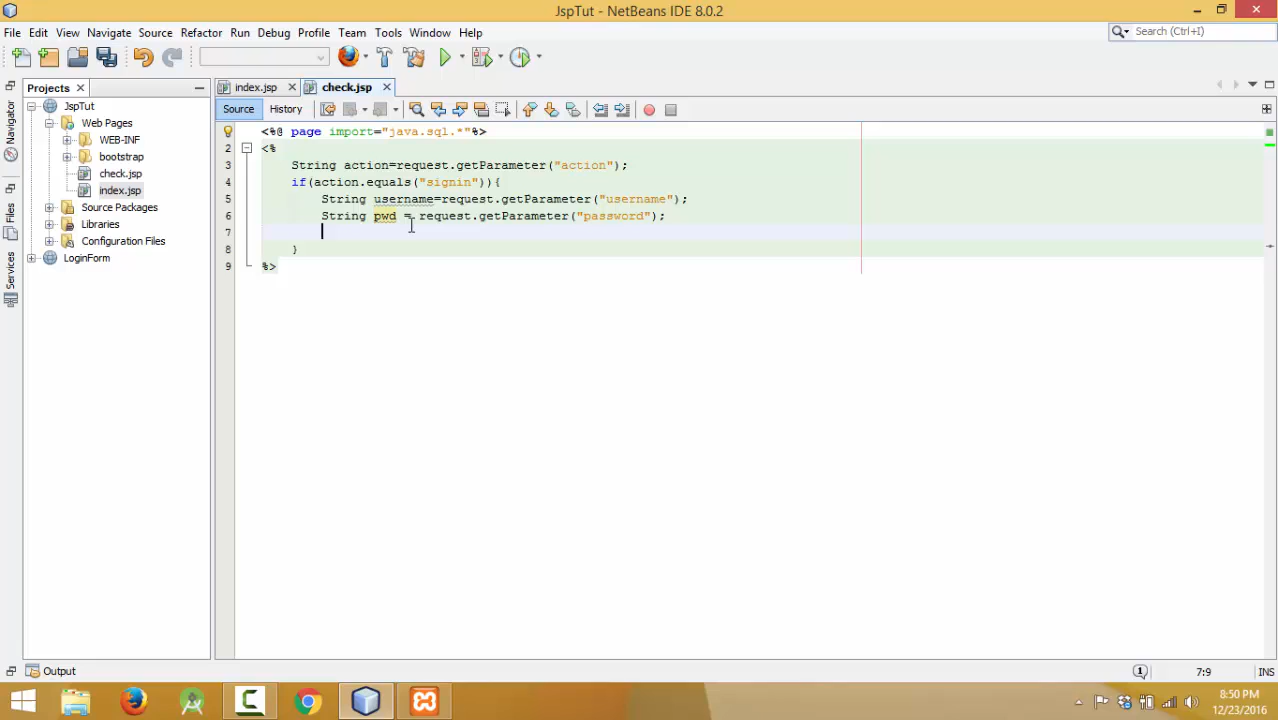 JspTut - NetBeans IDE 8.0.2
File Edit View Navigate Source Refactor Run Debug Profile Team Tools Window Help
Search (Ctrl+I)
Projects
index.jsp
check.jsp
Navigator
Files
Services
JspTut
Web Pages
WEB-INF
bootstrap
check.jsp
index.jsp
Source Packages
Libraries
Configuration Files
LoginForm
Source History
<%@ page import="java.sql.*"%>
2 <%
3 String action=request.getParameter("action");
4 if(action.equals("signin")){
5 String username=request.getParameter("username");
6 String pwd = request.getParameter("password");
7
8 }
9 %>
Output
1
7:9
INS
8:50 PM
12/23/2016